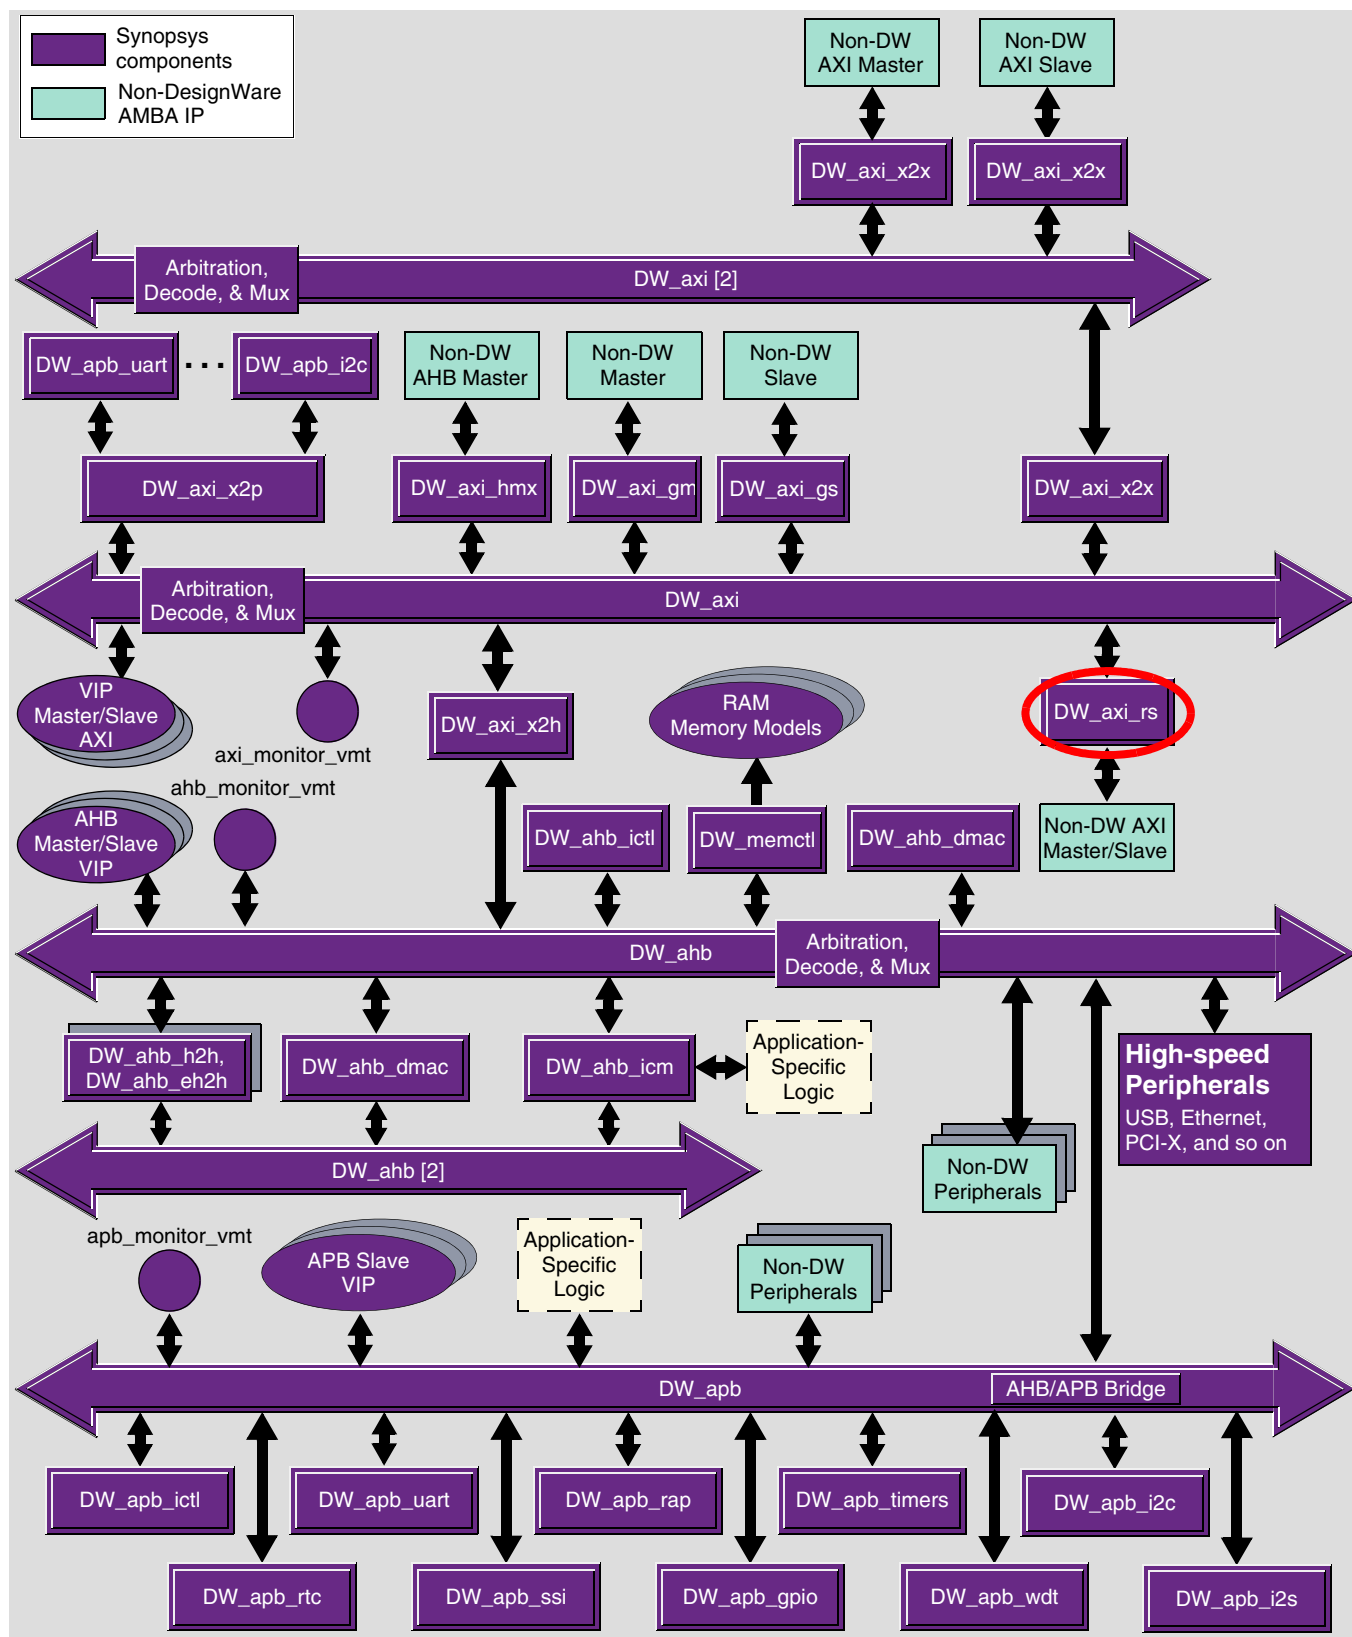 Synopsys
components
Non-DesignWare
AMBA IP
Non-DW
AXI Master
Non-DW
AXI Slave
DW_axi_x2x
DW_axi_x2x
Arbitration,
Decode, & Mux
DW_axi [2]
DW_apb_uart
. . .
DW_apb_i2c
Non-DW
AHB Master
Non-DW
Master
Non-DW
Slave
DW_axi_x2p
DW_axi_hmx
DW_axi_gm
DW_axi_gs
DW_axi_x2x
Arbitration,
Decode, & Mux
DW_axi
VIP
Master/Slave
AXI
axi_monitor_vmt
DW_axi_x2h
RAM
Memory Models
DW_axi_rs
ahb_monitor_vmt
AHB
Master/Slave
VIP
DW_ahb_ictl
DW_memctl
DW_ahb_dmac
Non-DW AXI
Master/Slave
DW_ahb
Arbitration,
Decode, & Mux
DW_ahb_h2h,
DW_ahb_eh2h
DW_ahb_dmac
DW_ahb_icm
Application-
Specific
Logic
High-speed
Peripherals
USB, Ethernet,
PCI-X, and so on
DW_ahb [2]
Non-DW
Peripherals
apb_monitor_vmt
APB Slave
VIP
Application-
Specific
Logic
Non-DW
Peripherals
DW_apb
AHB/APB Bridge
DW_apb_ictl
DW_apb_uart
DW_apb_rap
DW_apb_timers
DW_apb_i2c
DW_apb_rtc
DW_apb_ssi
DW_apb_gpio
DW_apb_wdt
DW_apb_i2s